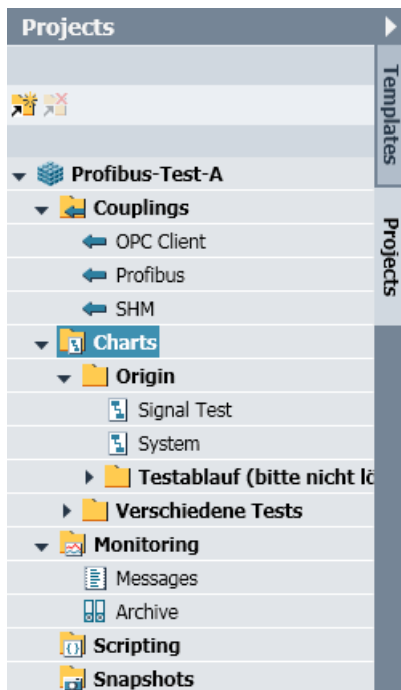 Projects
Templates
Projects
Profibus-Test-A
Couplings
OPC Client
Profibus
SHM
Charts
Origin
Signal Test
System
Testablauf (bitte nicht
Verschiedene Tests
Monitoring
Messages
Archive
Scripting
Snapshots